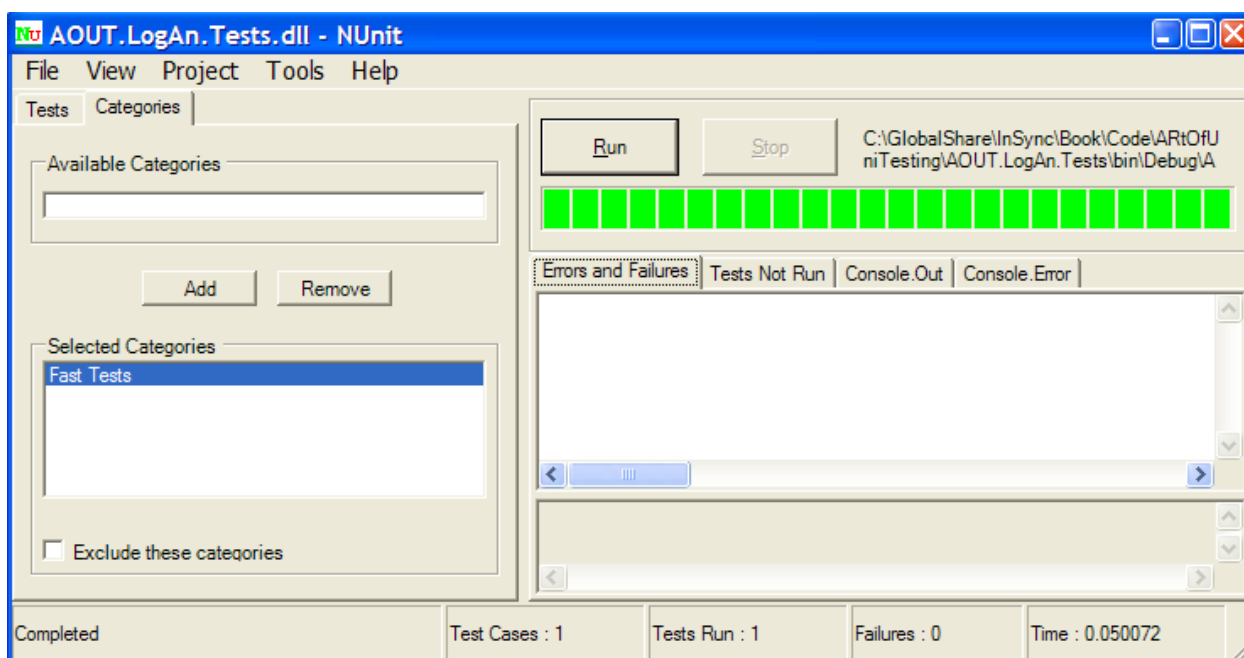 NU AOUT.LogAn.Tests.dll - NUnit
File View Project Tools Help
Tests Categories
Available Categories
Add Remove
Selected Categories
Fast Tests
Exclude these categories
Run Stop
C:\GlobalShare\InSync\Book\Code\ARtOfU
niTesting\AOUT.LogAn.Tests\bin\Debug\A
Errors and Failures Tests Not Run Console.Out Console.Error
Completed Test Cases : 1 Tests Run : 1 Failures : 0 Time : 0.050072